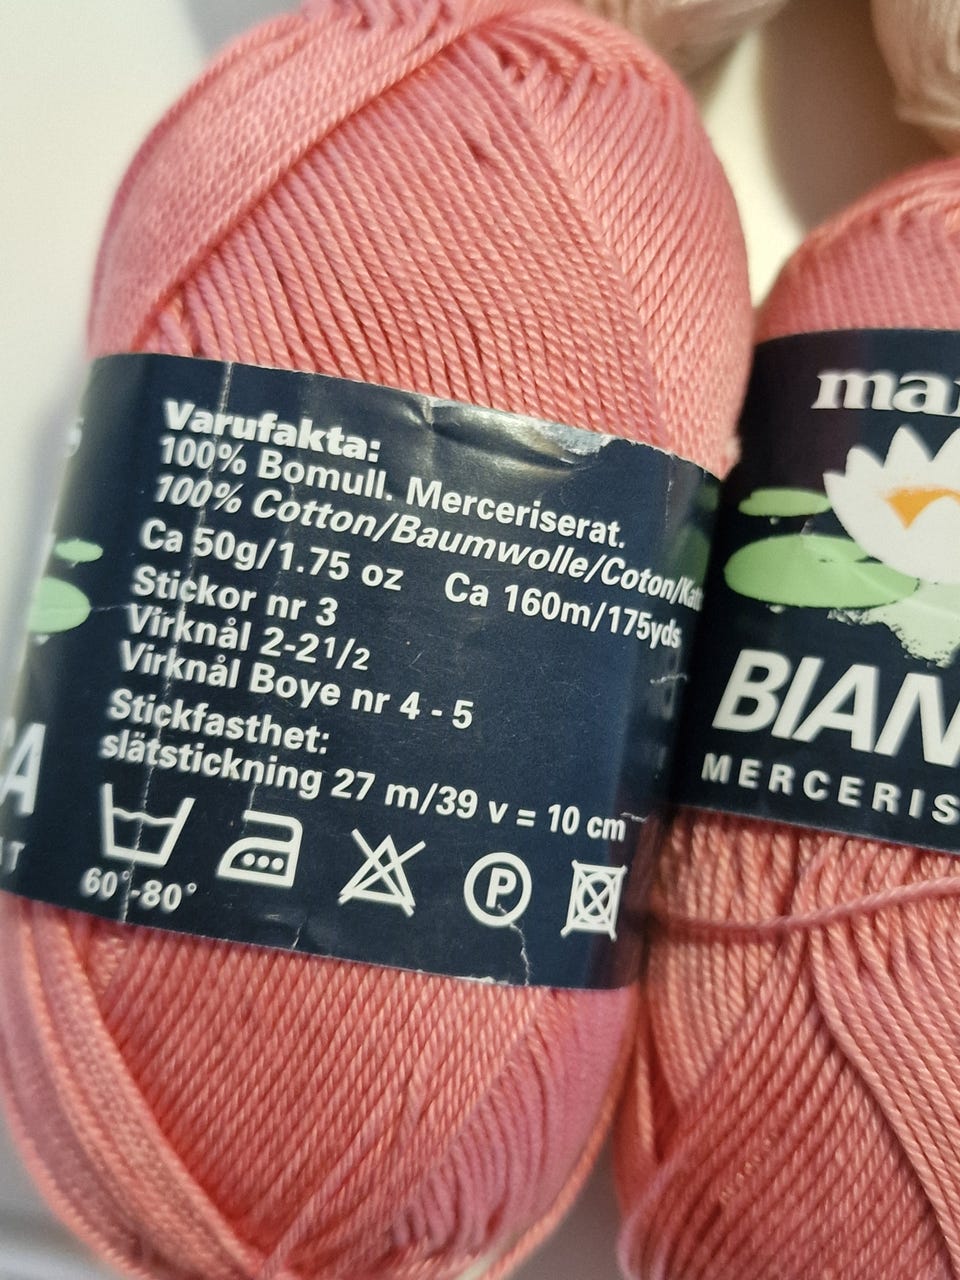 Varufakta:
100% Bomull. Merceriserat.
100% Cotton/Baumwolle/Coton/Kat
Ca 50g/1.75 oz Ca 160m/175yds
Stickor nr 3
Virknål 2-21/2
Virknål Boye nr 4 - 5
Stickfasthet:
slätstickning 27 m/39 v = 10 cm
60°-80°
P
BIAN
MERCERIS